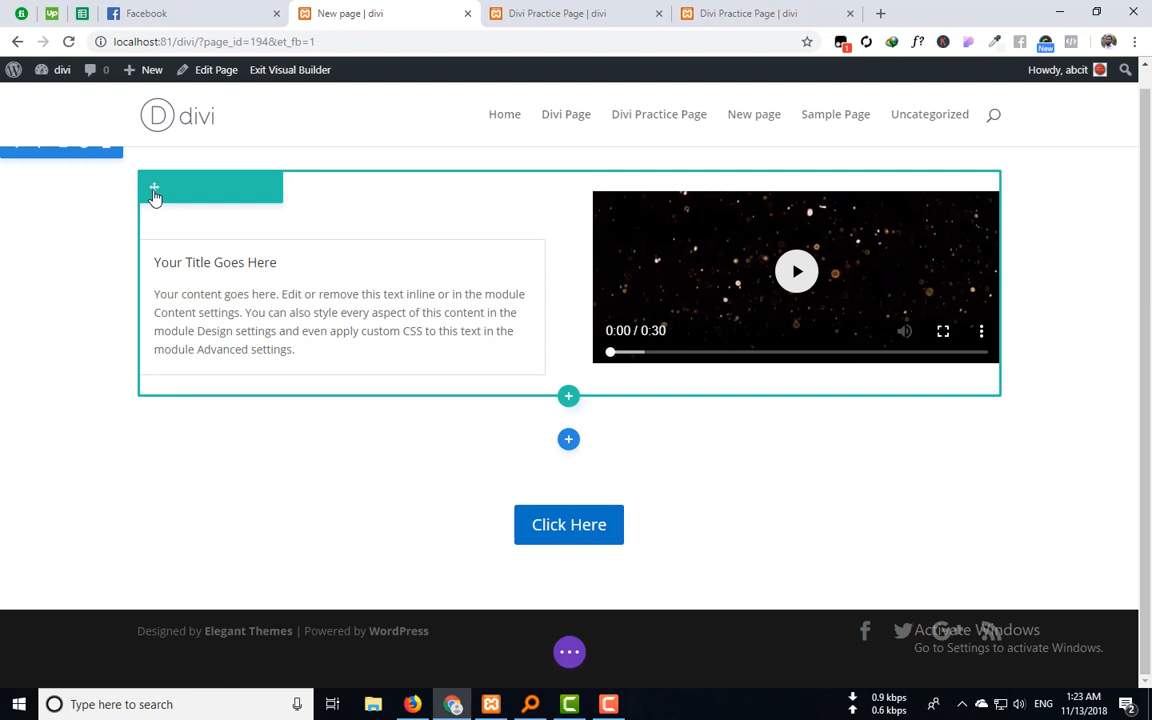 Facebook
New page | divi
Divi Practice Page | divi
Divi Practice Page | divi
localhost:81/divi/?page_id=194&et_fb=1
f?
K
1
New
divi
0
New
Edit Page
Exit Visual Builder
Howdy, abcit
D divi
Home
Divi Page
Divi Practice Page
New page
Sample Page
Uncategorized
Your Title Goes Here
Your content goes here. Edit or remove this text inline or in the module
Content settings. You can also style every aspect of this content in the
module Design settings and even apply custom CSS to this text in the
module Advanced settings.
0:00 / 0:30
Click Here
Designed by Elegant Themes | Powered by WordPress
Activate Windows
Go to Settings to activate Windows.
Type here to search
0.9 kbps
0.6 kbps
ENG
1:23 AM
11/13/2018
2